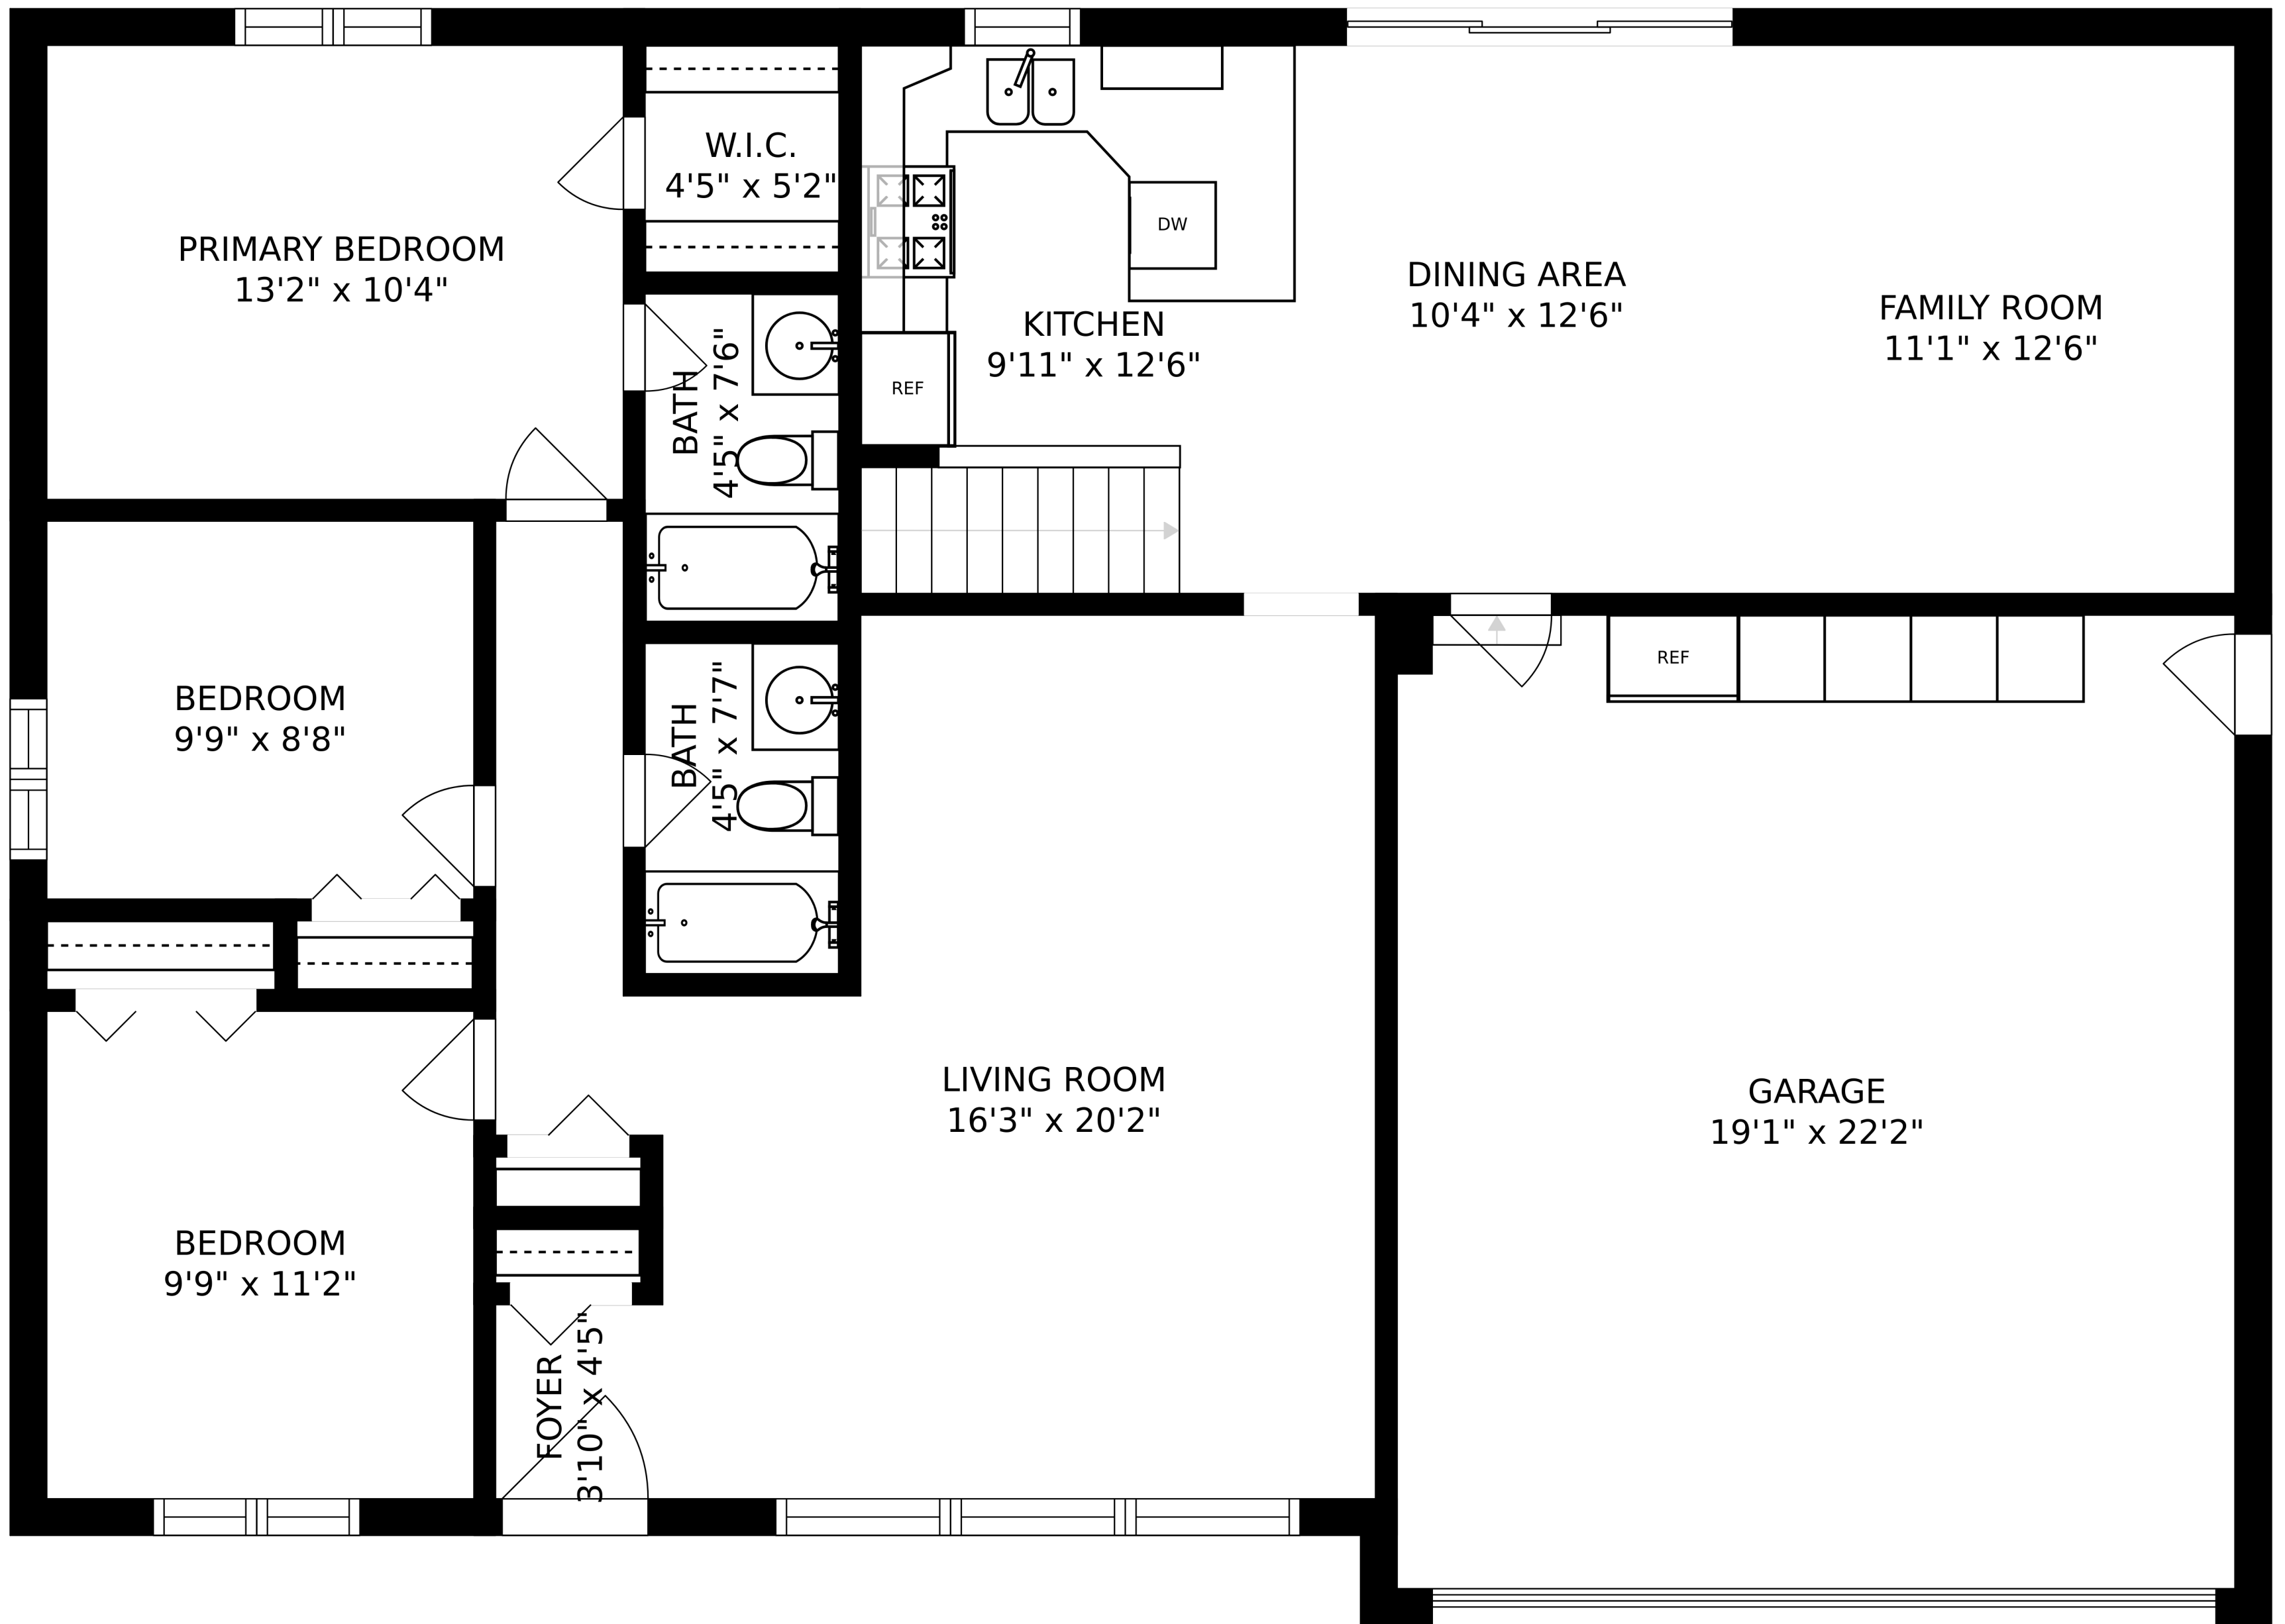 W.I.C.
4'5" x 5'2"
PRIMARY BEDROOM
13'2" x 10'4"
DW
DINING AREA
10'4" x 12'6"
FAMILY ROOM
11'1" x 12'6"
KITCHEN
9'11" x 12'6"
REF
BATH
4'5" x 7'6"
BEDROOM
9'9" x 8'8"
BATH
4'5" x 7'7"
REF
LIVING ROOM
16'3" x 20'2"
GARAGE
19'1" x 22'2"
BEDROOM
9'9" x 11'2"
FOYER
3'10" x 4'5"